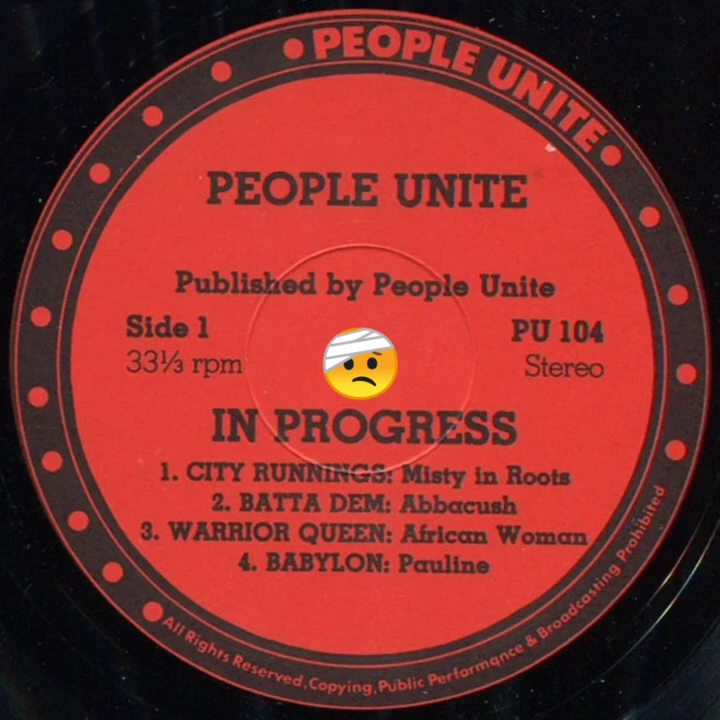 PEOPLE UNITE
PEOPLE UNITE
Published by People Unite
Side 1
PU 104
33⅓ rpm
Stereo
IN PROGRESS
1. CITY RUNNINGS: Misty in Roots
2. BATTA DEM: Abbacush
3. WARRIOR QUEEN: African Woman
4. BABYLON: Pauline
All Rights Reserved, Copying, Public Performance & Broadcasting Prohibited